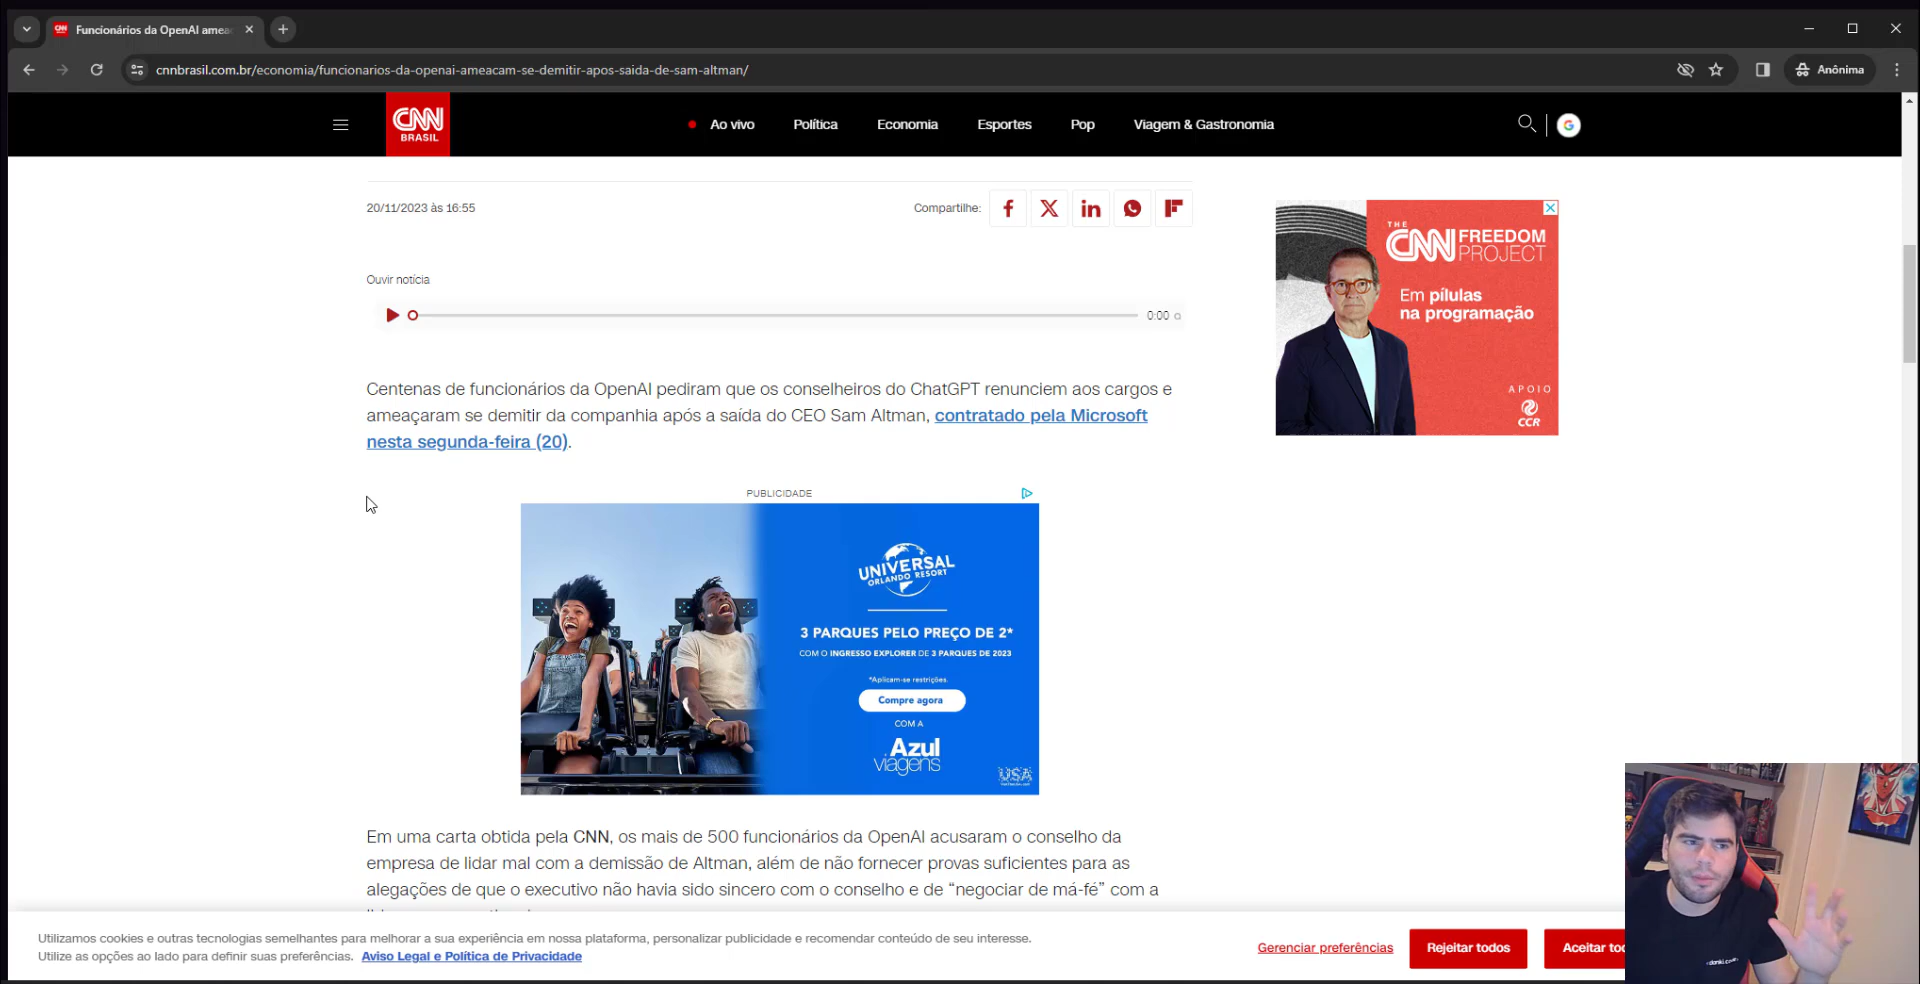 Funcionários da OpenAI amea
cnnbrasil.com.br/economia/funcionarios-da-openai-ameacam-se-demitir-apos-saida-de-sam-altman/
Anônima
CNN
BRASIL
Ao vivo
Política
Economia
Esportes
Pop
Viagem & Gastronomia
20/11/2023 às 16:55
Compartilhe:
Ouvir notícia
0:00
THE
CNN FREEDOM
PROJECT
Em pílulas
na programação
APOIO
CCR
Centenas de funcionários da OpenAI pediram que os conselheiros do ChatGPT renunciem aos cargos e
ameaçaram se demitir da companhia após a saída do CEO Sam Altman, contratado pela Microsoft
nesta segunda-feira (20).
PUBLICIDADE
UNIVERSAL
ORLANDO RESORT
3 PARQUES PELO PREÇO DE 2*
COM O INGRESSO EXPLORER DE 3 PARQUES DE 2023
*Aplicam-se restrições.
Compre agora
COM A
Azul
viagens
USA
Em uma carta obtida pela CNN, os mais de 500 funcionários da OpenAI acusaram o conselho da
empresa de lidar mal com a demissão de Altman, além de não fornecer provas suficientes para as
alegações de que o executivo não havia sido sincero com o conselho e de “negociar de má-fé” com a
Utilizamos cookies e outras tecnologias semelhantes para melhorar a sua experiência em nossa plataforma, personalizar publicidade e recomendar conteúdo de seu interesse.
Utilize as opções ao lado para definir suas preferências. Aviso Legal e Política de Privacidade
Gerenciar preferências
Rejeitar todos
Aceitar to